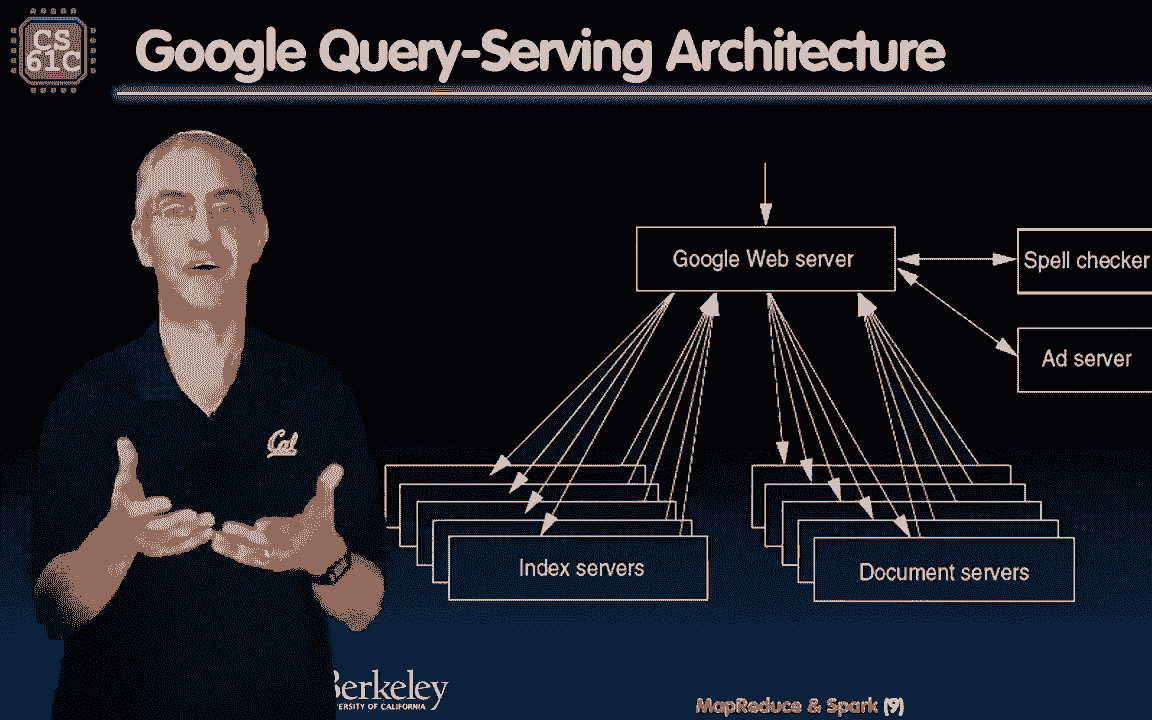 CS
61C
Google Query-Serving Architecture
Google Web server
Spell checker
Ad server
Cal
Index servers
Document servers
Berkeley
UNIVERSITY OF CALIFORNIA
MapReduce & Spark (9)